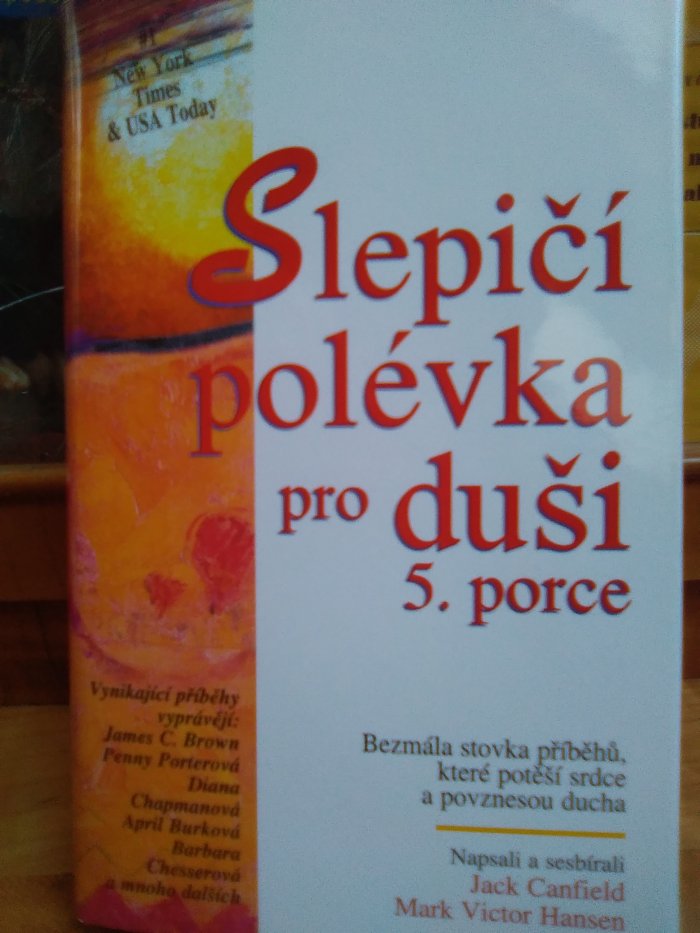 #1
New York
Times
& USA Today
Slepičí
polévka
pro duši
5. porce
Vynikající příběhy
vyprávějí:
James C. Brown
Penny Porterová
Diana
Chapmanová
April Burková
Barbara
Chesserová
a mnoho dalších
Bezmála stovka příběhů,
které potěší srdce
a povznesou ducha
Napsali a sesbírali
Jack Canfield
Mark Victor Hansen